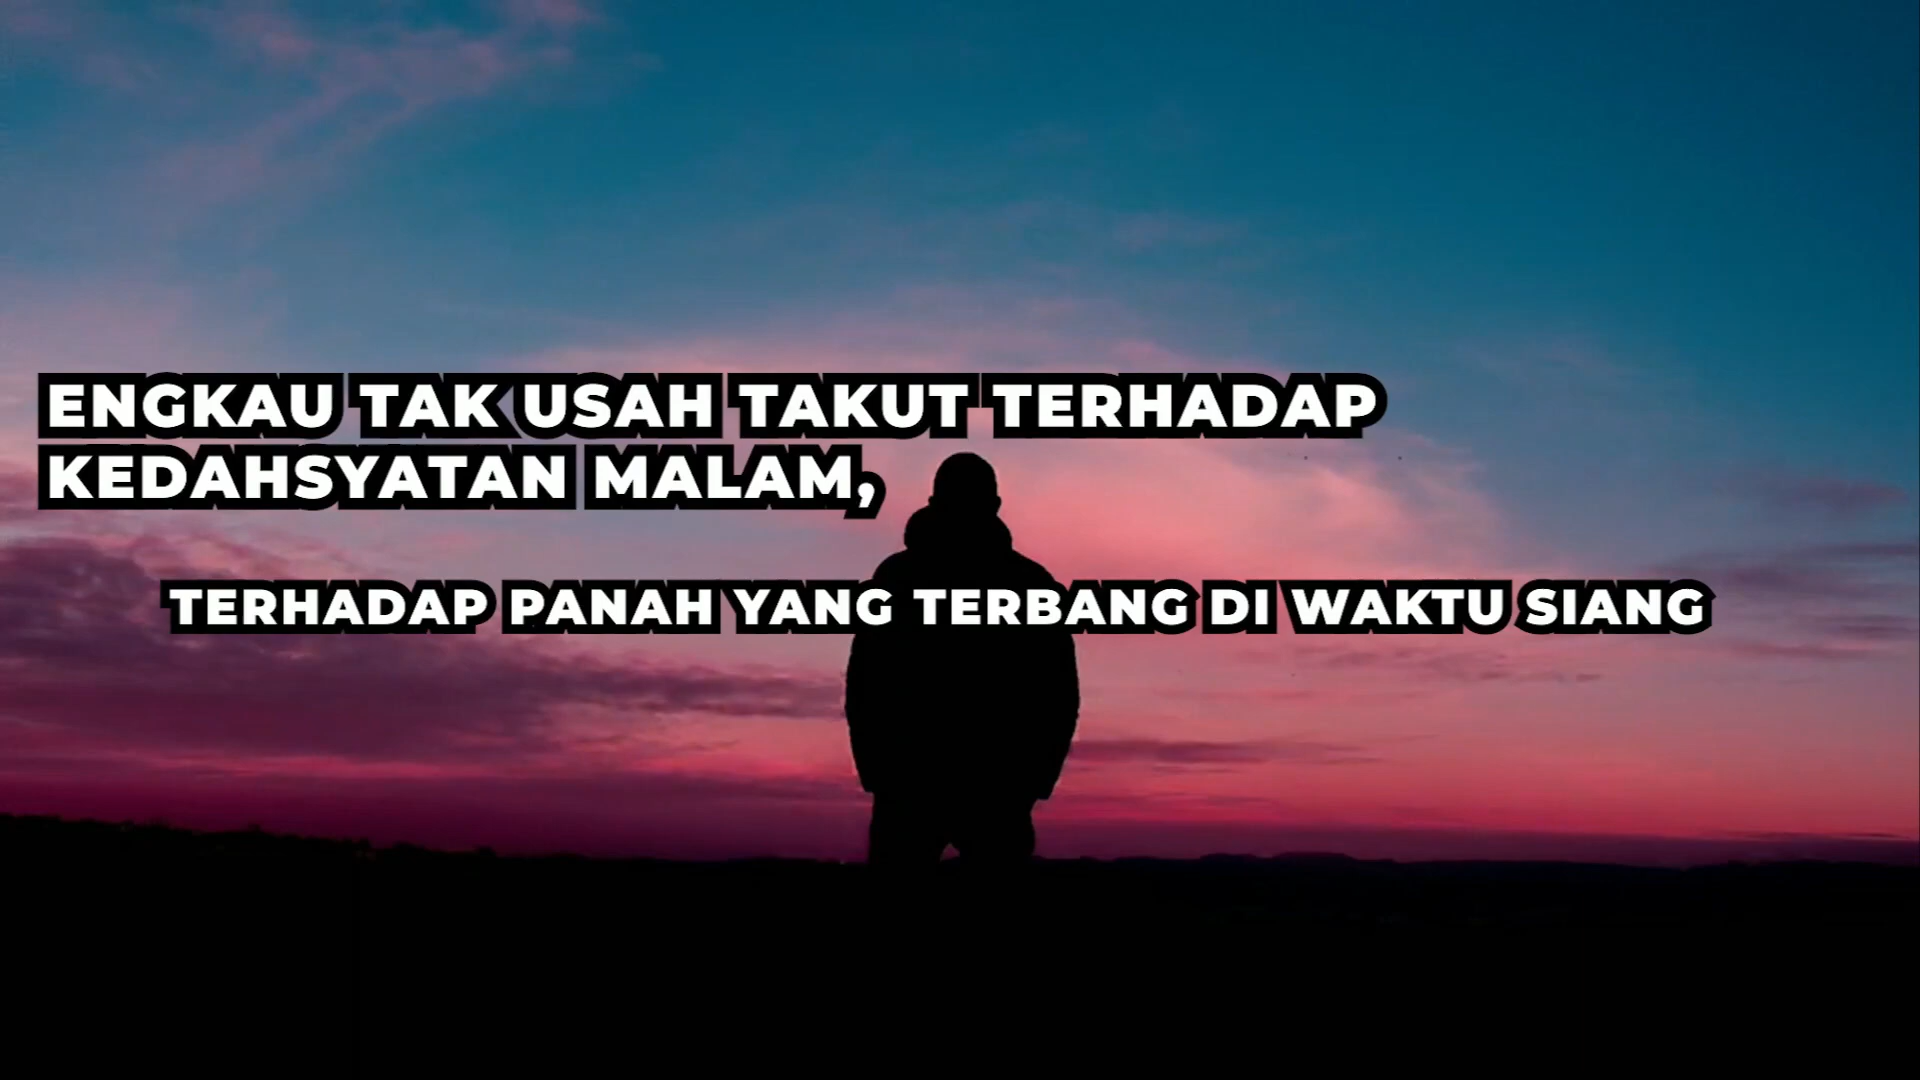 ENGKAU TAK USAH TAKUT TERHADAP
KEDAHSYATAN MALAM,
TERHADAP PANAH YANG TERBANG DI WAKTU SIANG